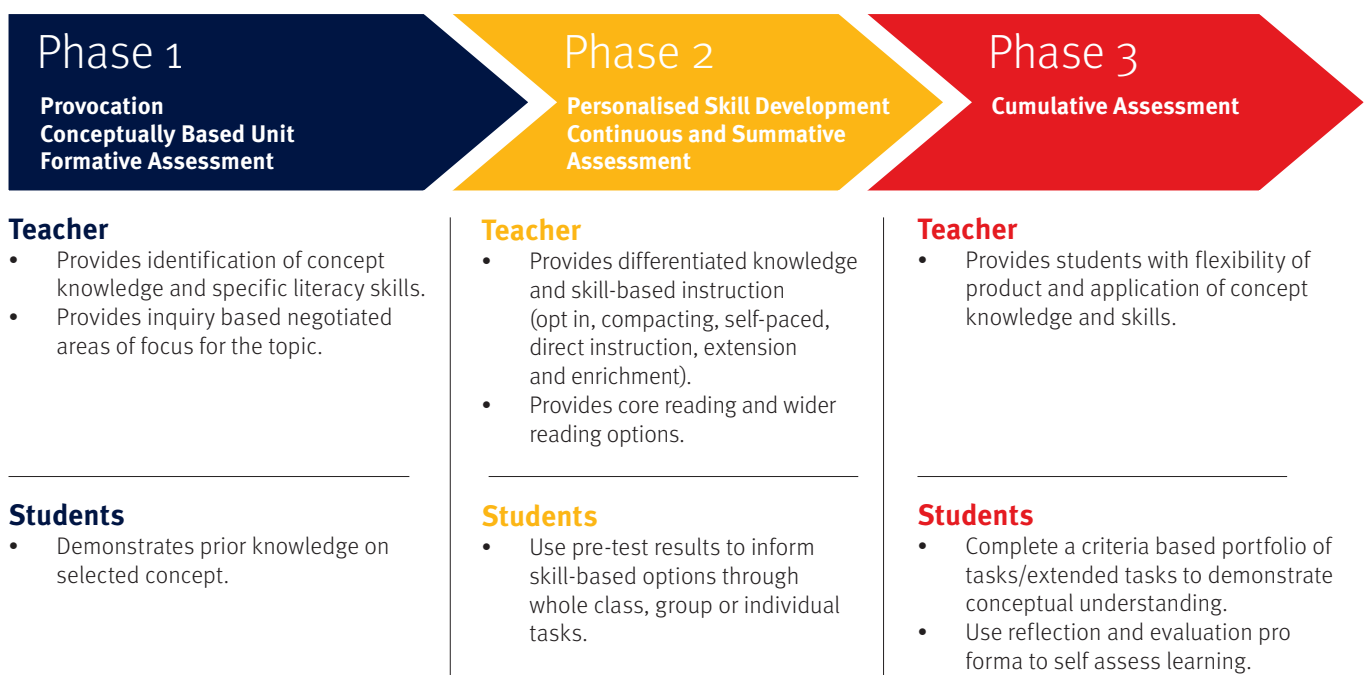 Phase 1
Provocation
Conceptually Based Unit
Formative Assessment
Phase 2
Personalised Skill Development
Continuous and Summative
Assessment
Phase 3
Cumulative Assessment
Teacher
• Provides identification of concept
knowledge and specific literacy skills.
• Provides inquiry based negotiated
areas of focus for the topic.
Students
• Demonstrates prior knowledge on
selected concept.
Teacher
• Provides differentiated knowledge
and skill-based instruction
(opt in, compacting, self-paced,
direct instruction, extension
and enrichment).
• Provides core reading and wider
reading options.
Students
• Use pre-test results to inform
skill-based options through
whole class, group or individual
tasks.
Teacher
• Provides students with flexibility of
product and application of concept
knowledge and skills.
Students
• Complete a criteria based portfolio of
tasks/extended tasks to demonstrate
conceptual understanding.
• Use reflection and evaluation pro
forma to self assess learning.